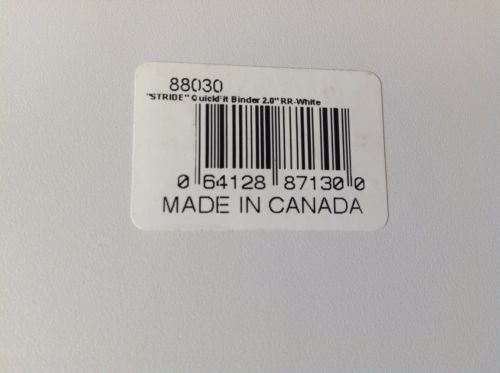 88030
"STRIDE" QuickFit Binder 2.0" RR-White
0 64128 87130 0
MADE IN CANADA